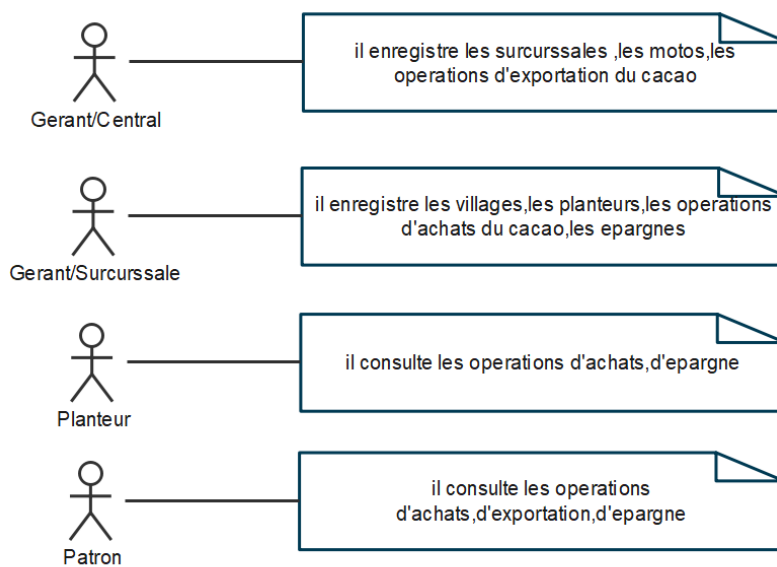 il enregistre les surcurssales ,les motos,les
operations d'exportation du cacao
Gerant/Central
il enregistre les villages,les planteurs,les operations
d'achats du cacao,les epargnes
Gerant/Surcurssale
il consulte les operations d'achats,d'epargne
Planteur
il consulte les operations
d'achats,d'exportation,d'epargne
Patron